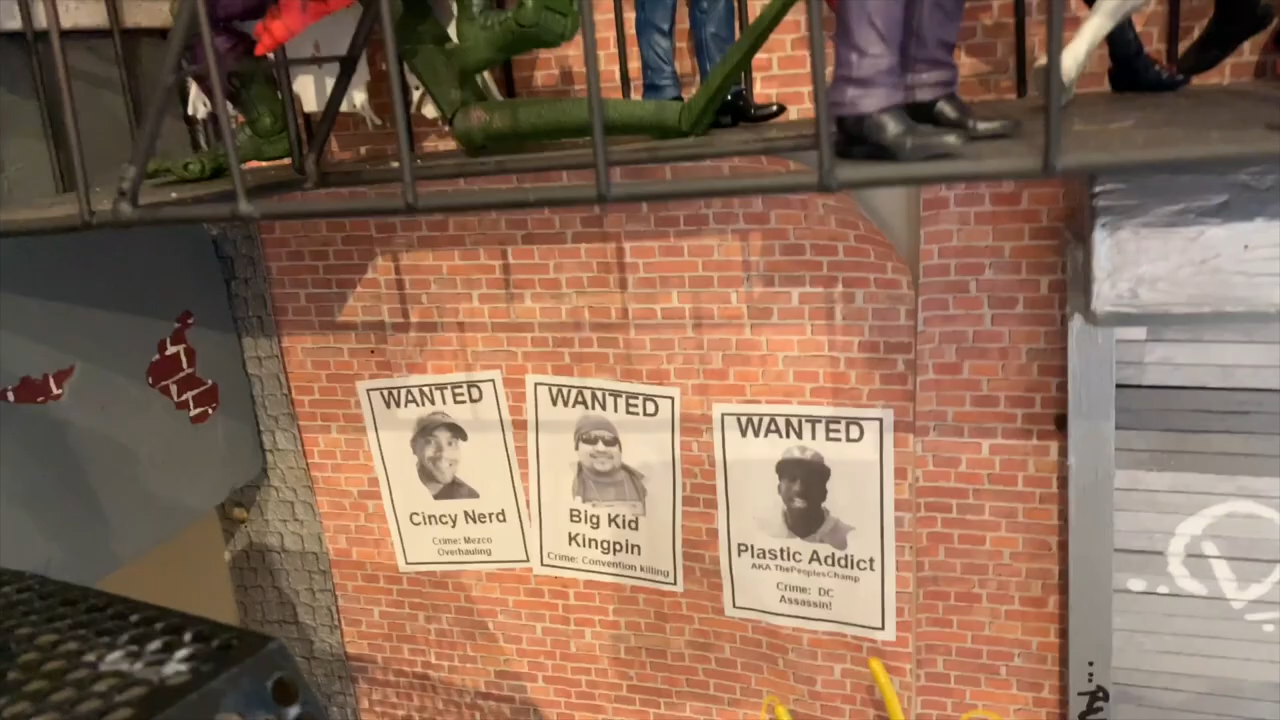 WANTED
Cincy Nerd
Crime: Mezco
Overhauling
WANTED
Big Kid
Kingpin
Crime: Convention killing
WANTED
Plastic Addict
AKA ThePeoplesChamp
Crime: DC
Assassin!